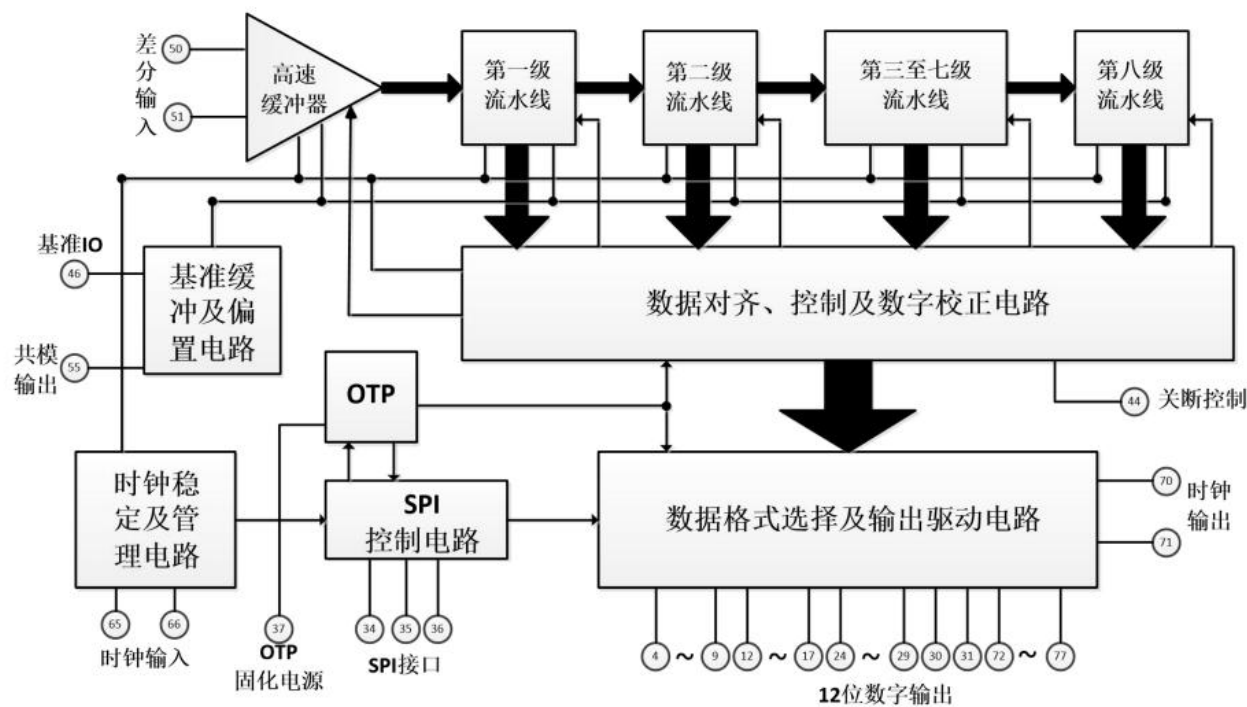 差
分
输
入
50
51
高速
缓冲器
第一级
流水线
第二级
流水线
第三至七级
流水线
第八级
流水线
基准IO
46
共模
输出
55
基准缓
冲及偏
置电路
数据对齐、控制及数字校正电路
OTP
44
关断控制
时钟稳
定及管
理电路
SPI
控制电路
数据格式选择及输出驱动电路
70
71
时钟
输出
65
66
时钟输入
37
OTP
固化电源
34
35
36
SPI接口
4 ~ 9 12 ~ 17 24 ~ 29 30 31 72 ~ 77
12位数字输出